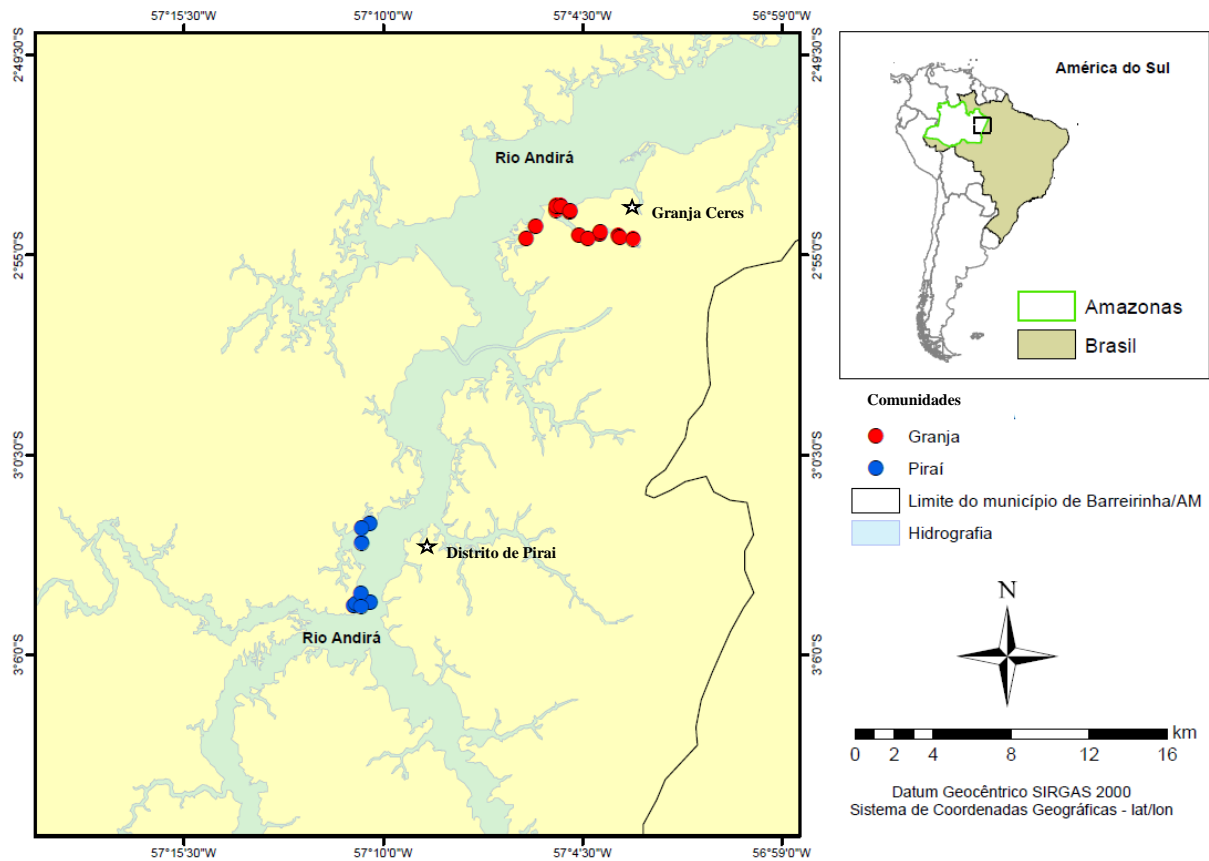 57°15'30"W 57°10'0"W 57°4'30"W 56°59'0"W
2°49'30"S 2°49'30"S
Rio Andirá
Granja Ceres
2°55'0"S 2°55'0"S
3°0'30"S 3°0'30"S
Distrito de Pirai
Rio Andirá
3°6'0"S 3°6'0"S
57°15'30"W 57°10'0"W 57°4'30"W 56°59'0"W
América do Sul
Amazonas
Brasil
Comunidades
Granja
Piraí
Limite do município de Barreirinha/AM
Hidrografia
N
km
0 2 4 8 12 16
Datum Geocêntrico SIRGAS 2000
Sistema de Coordenadas Geográficas - lat/lon